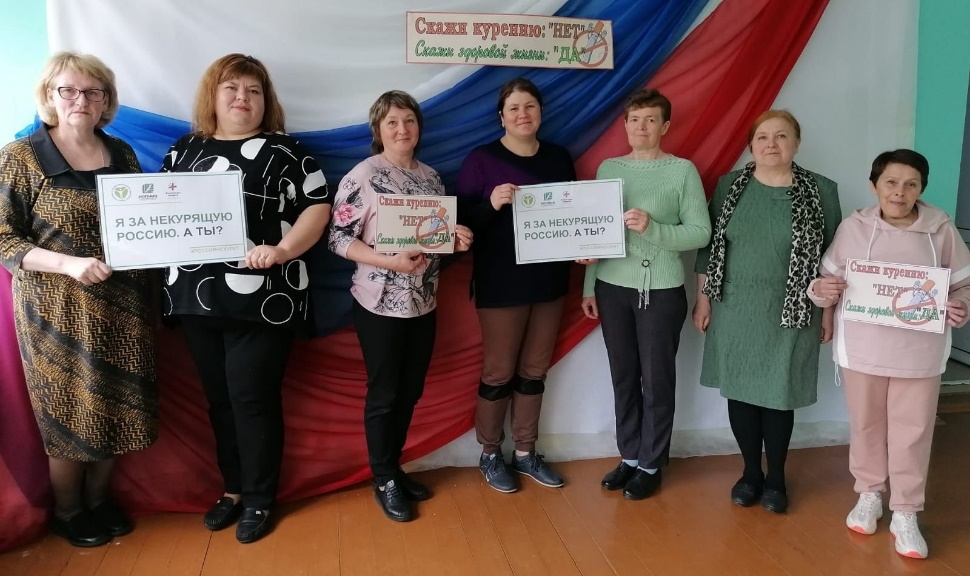 Скажи курению: "НЕТ"
Скажи здоровой жизни: "ДА"
Я ЗА НЕКУРЯЩУЮ
РОССИЮ. А ТЫ?
Скажи курению:
"НЕТ"
Скажи здоровой жизни: "ДА"
Я ЗА НЕКУРЯЩУЮ
РОССИЮ. А ТЫ?
Скажи курению:
"НЕТ"
Скажи здоровой жизни: "ДА"